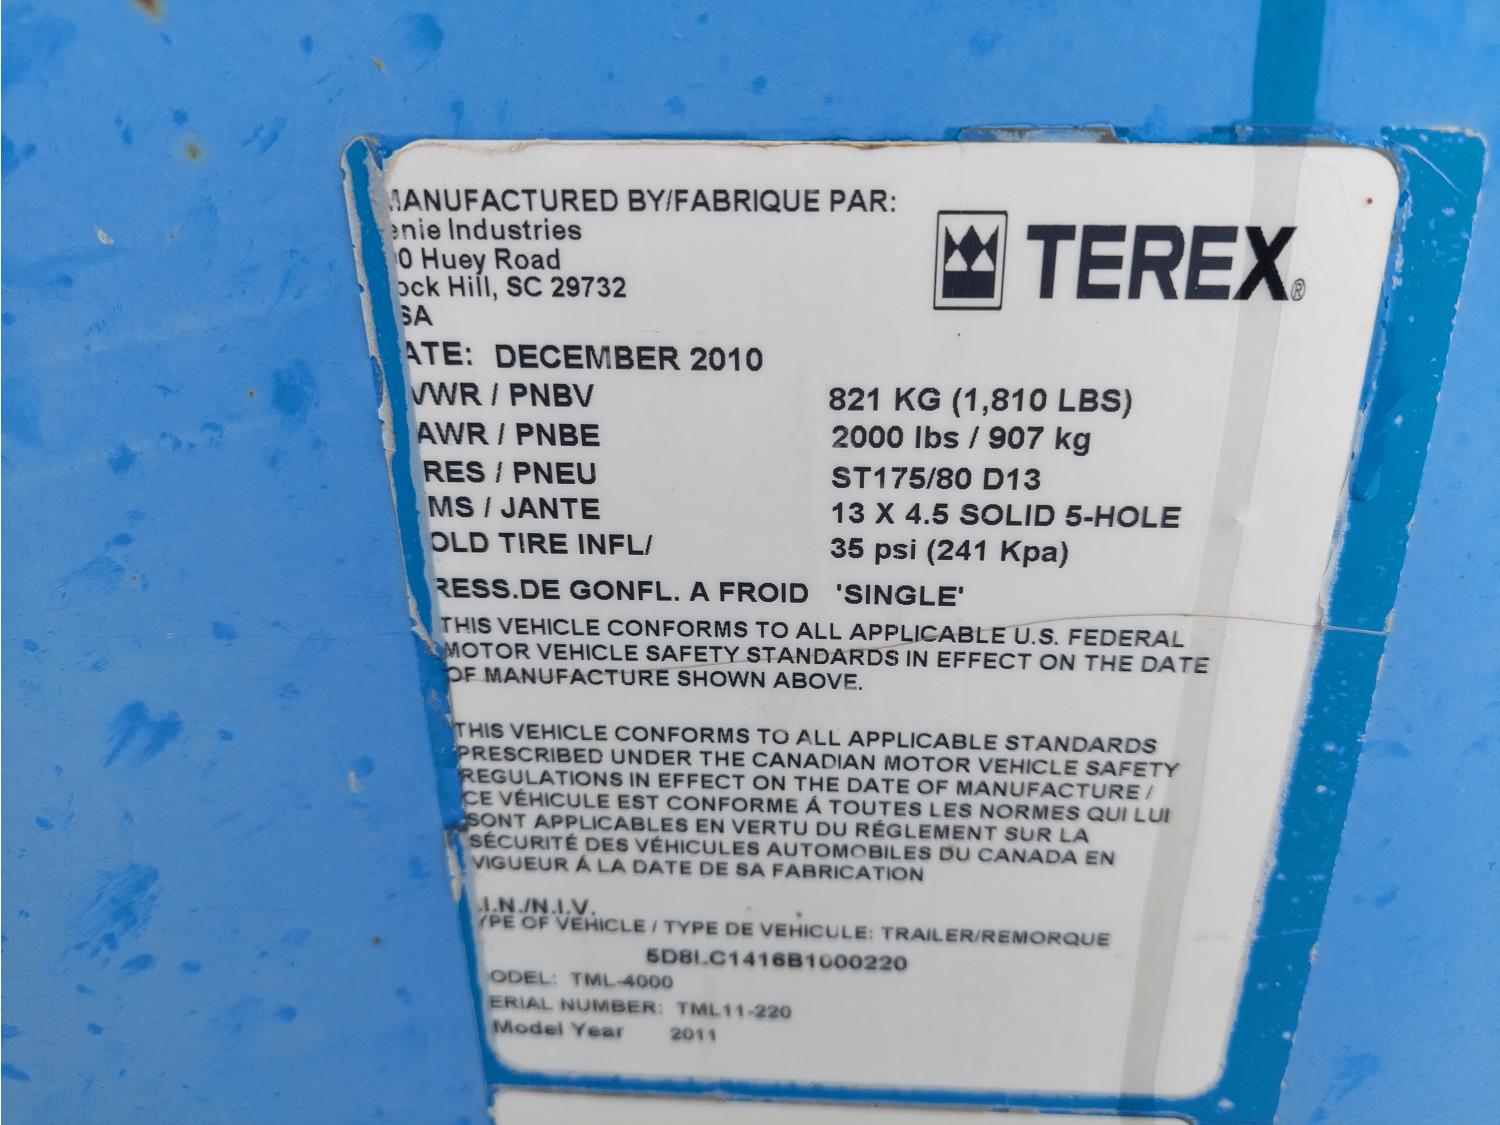 MANUFACTURED BY/FABRIQUE PAR:
enie Industries
0 Huey Road
ock Hill, SC 29732
SA
TEREX®
ATE: DECEMBER 2010
VWR / PNBV 821 KG (1,810 LBS)
AWR / PNBE 2000 lbs / 907 kg
RES / PNEU ST175/80 D13
MS / JANTE 13 X 4.5 SOLID 5-HOLE
OLD TIRE INFL/ 35 psi (241 Kpa)
RESS.DE GONFL. A FROID 'SINGLE'
THIS VEHICLE CONFORMS TO ALL APPLICABLE U.S. FEDERAL
MOTOR VEHICLE SAFETY STANDARDS IN EFFECT ON THE DATE
OF MANUFACTURE SHOWN ABOVE.
THIS VEHICLE CONFORMS TO ALL APPLICABLE STANDARDS
PRESCRIBED UNDER THE CANADIAN MOTOR VEHICLE SAFETY
REGULATIONS IN EFFECT ON THE DATE OF MANUFACTURE /
CE VÉHICULE EST CONFORME Á TOUTES LES NORMES QUI LUI
SONT APPLICABLES EN VERTU DU RÉGLEMENT SUR LA
SÉCURITÉ DES VÉHICULES AUTOMOBILES DU CANADA EN
VIGUEUR Á LA DATE DE SA FABRICATION
.I.N./N.I.V.
YPE OF VEHICLE / TYPE DE VEHICULE: TRAILER/REMORQUE
5D8LC1416B1000220
ODEL: TML-4000
ERIAL NUMBER: TML11-220
Model Year 2011